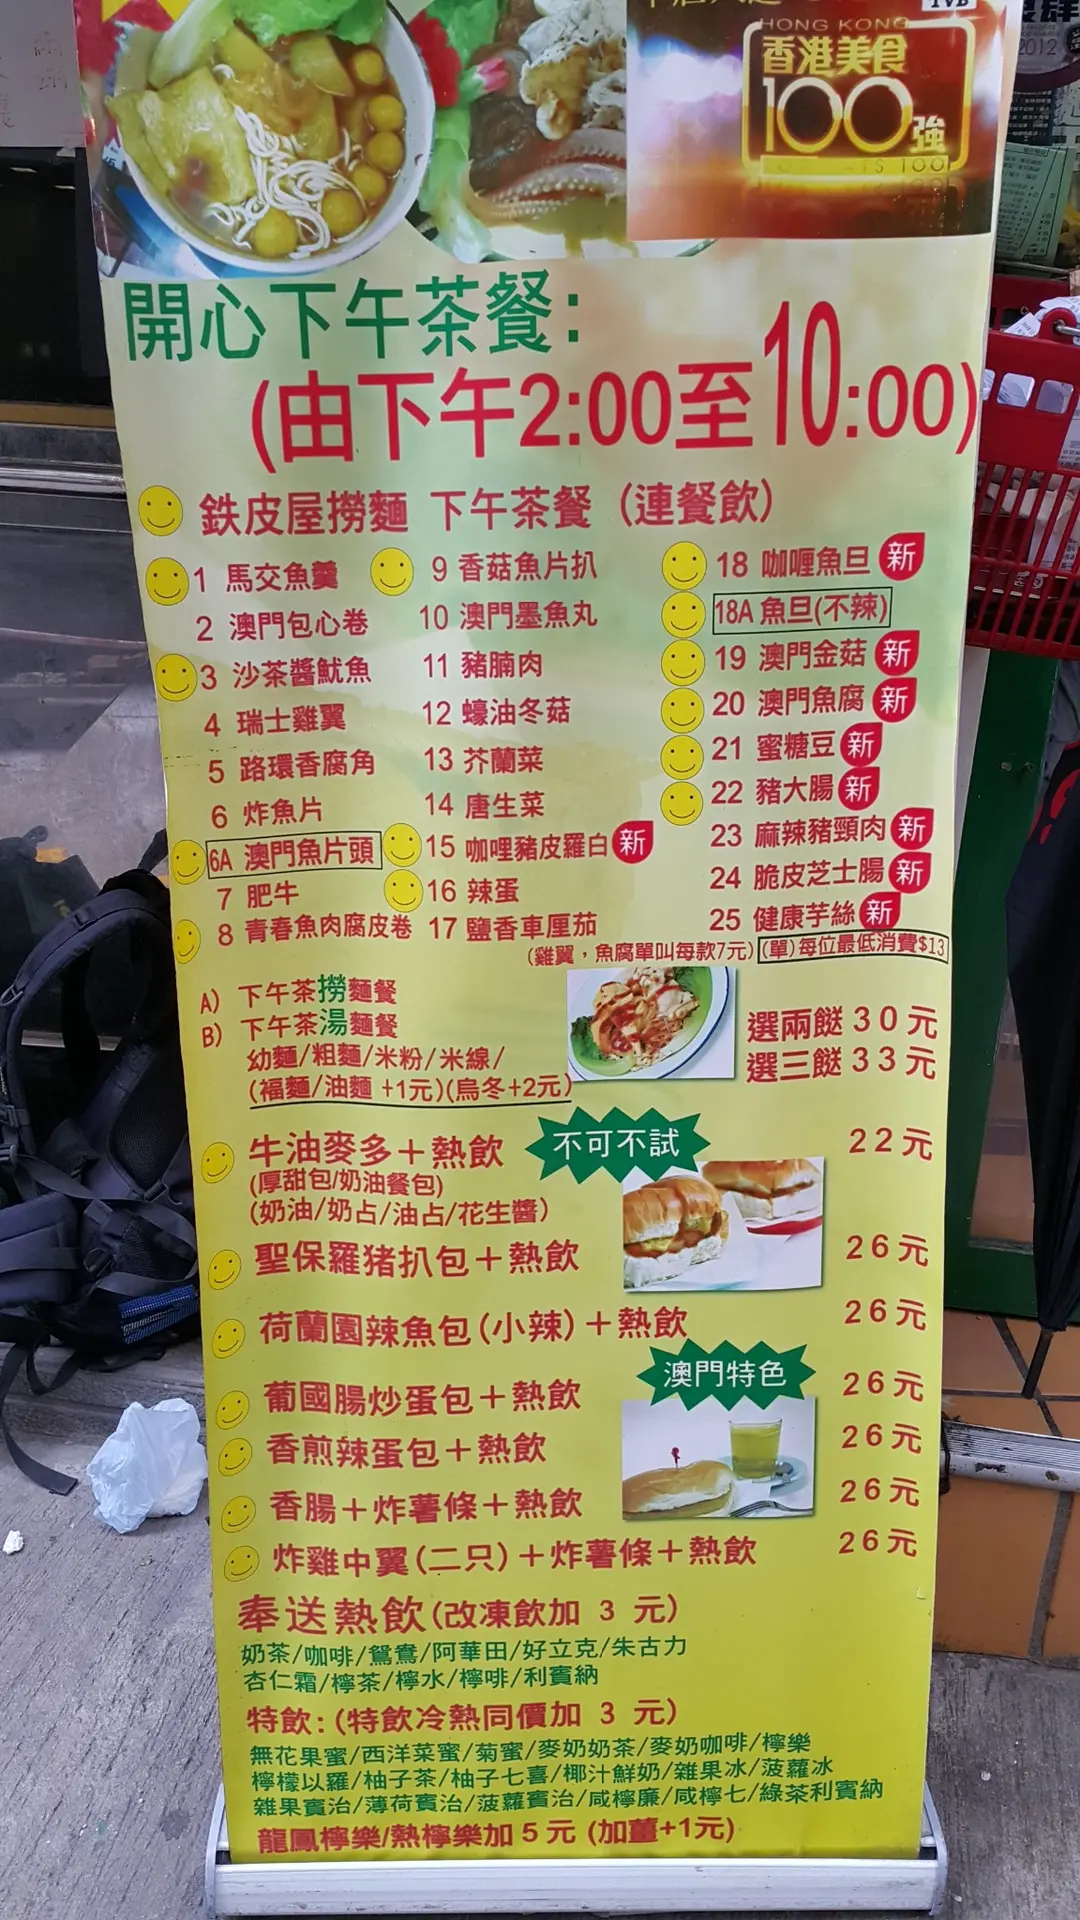 TVB
HONG KONG
香港美食
100強
2012
開心下午茶餐:
(由下午2:00至10:00)
鉄皮屋撈麵 下午茶餐 (連餐飲)
1 馬交魚羹
2 澳門包心卷
3 沙茶醬魷魚
4 瑞士雞翼
5 路環香腐角
6 炸魚片
6A 澳門魚片頭
7 肥牛
8 青春魚肉腐皮卷
9 香菇魚片扒
10 澳門墨魚丸
11 豬腩肉
12 蠔油冬菇
13 芥蘭菜
14 唐生菜
15 咖哩豬皮羅白 新
16 辣蛋
17 鹽香車厘茄
18 咖喱魚旦 新
18A 魚旦(不辣)
19 澳門金菇 新
20 澳門魚腐 新
21 蜜糖豆 新
22 豬大腸 新
23 麻辣豬頸肉 新
24 脆皮芝士腸 新
25 健康芋絲 新
(雞翼，魚腐單叫每款7元) (單)每位最低消費$13
A) 下午茶撈麵餐
B) 下午茶湯麵餐
幼麵/粗麵/米粉/米線/
(福麵/油麵 +1元)(烏冬+2元)
選兩餸 30元
選三餸 33元
牛油麥多＋熱飲 不可不試 22元
(厚甜包/奶油餐包)
(奶油/奶占/油占/花生醬)
聖保羅猪扒包＋熱飲 26元
荷蘭園辣魚包(小辣)＋熱飲 26元
澳門特色
葡國腸炒蛋包＋熱飲 26元
香煎辣蛋包＋熱飲 26元
香腸＋炸薯條＋熱飲 26元
炸雞中翼(二只)＋炸薯條＋熱飲 26元
奉送熱飲(改凍飲加 3 元)
奶茶/咖啡/鴛鴦/阿華田/好立克/朱古力
杏仁霜/檸茶/檸水/檸啡/利賓納
特飲: (特飲冷熱同價加 3 元)
無花果蜜/西洋菜蜜/菊蜜/麥奶奶茶/麥奶咖啡/檸樂
檸檬以羅/柚子茶/柚子七喜/椰汁鮮奶/雜果冰/菠蘿冰
雜果賓治/薄荷賓治/菠蘿賓治/咸檸廉/咸檸七/綠茶利賓納
龍鳳檸樂/熱檸樂加 5 元 (加薑+1元)